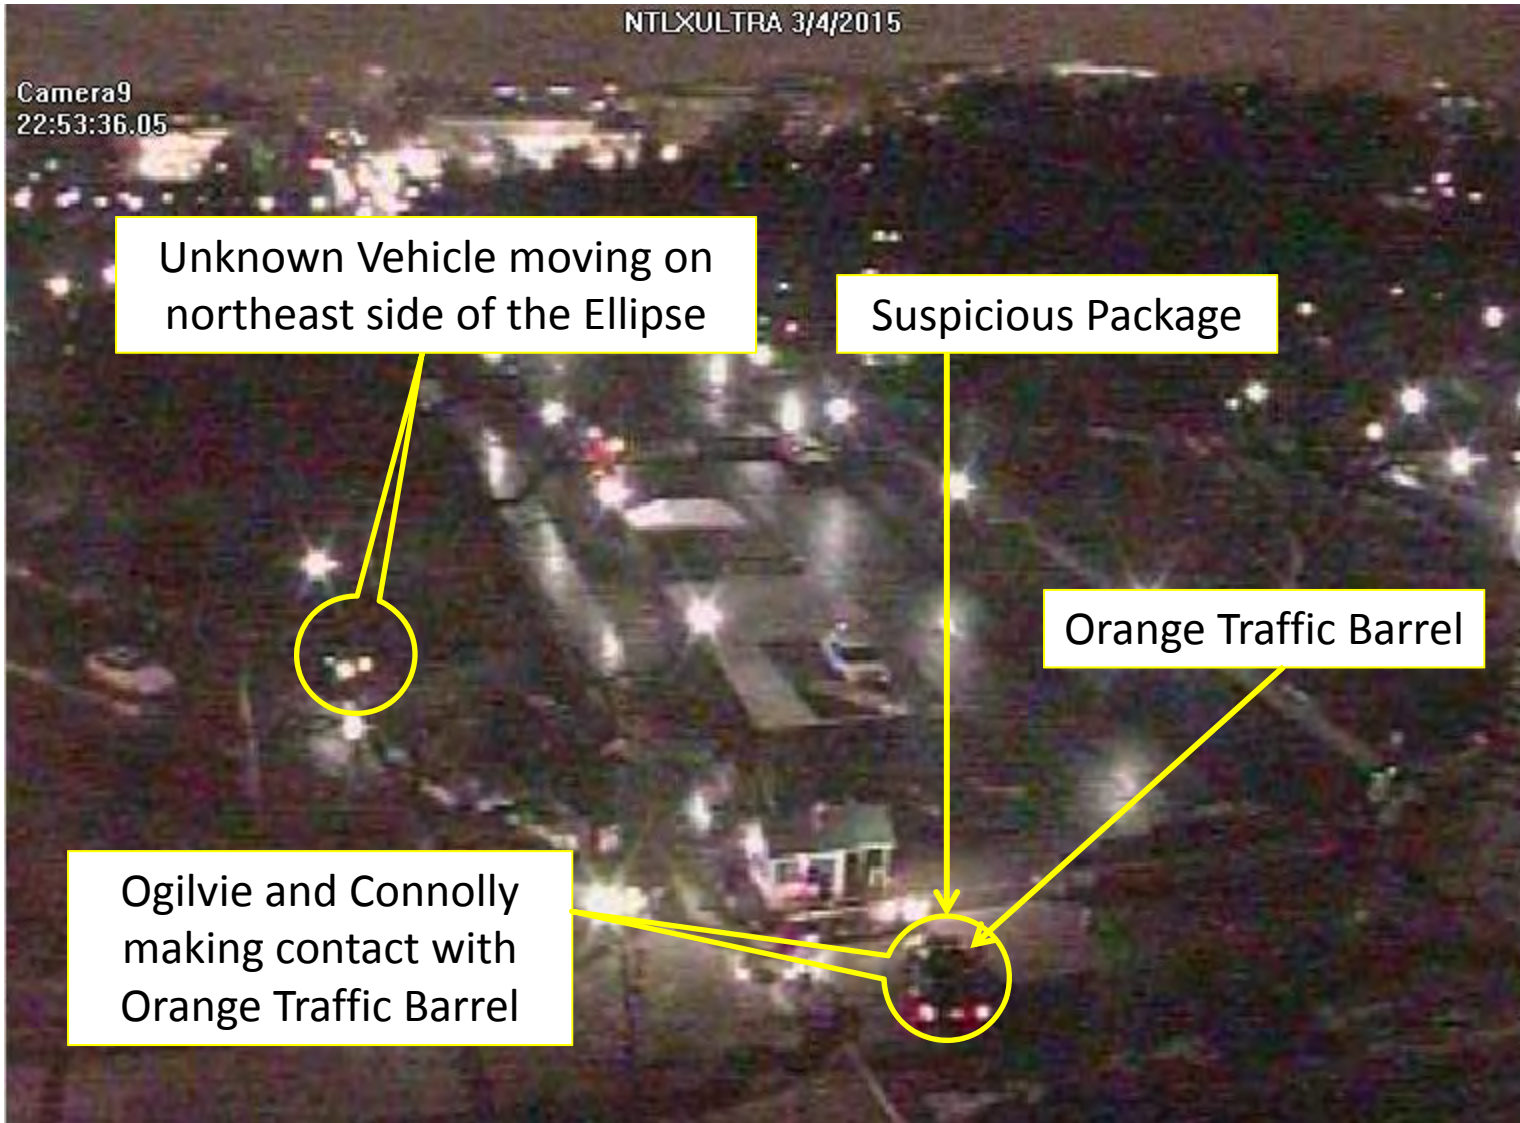 NTLXULTRA 3/4/2015
Camera9
22:53:36.05
Unknown Vehicle moving on
northeast side of the Ellipse
Suspicious Package
Orange Traffic Barrel
Ogilvie and Connolly
making contact with
Orange Traffic Barrel